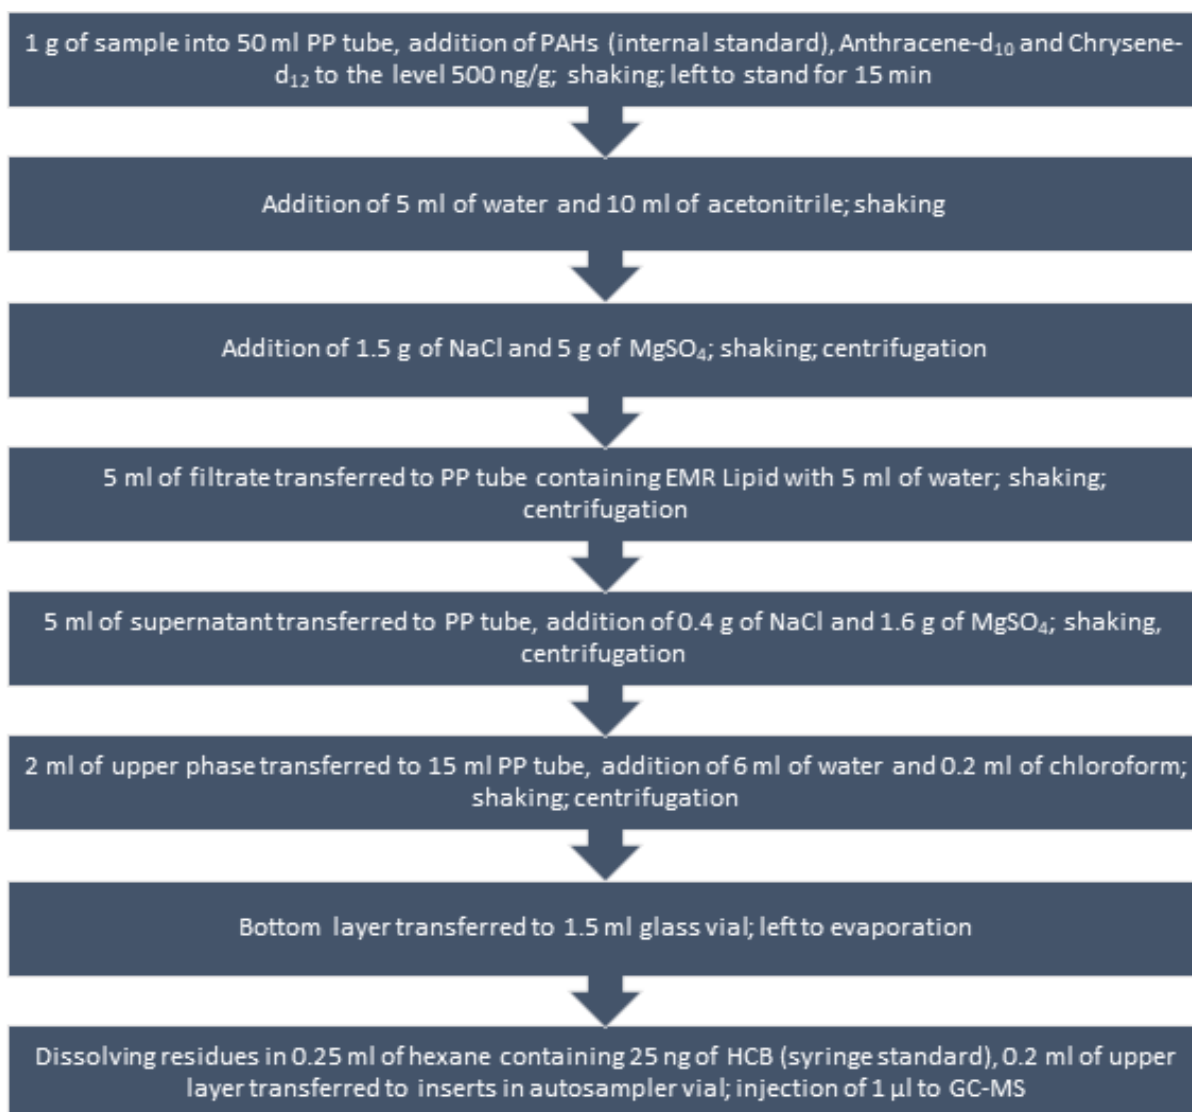 1 g of sample into 50 ml PP tube, addition of PAHs (internal standard), Anthracene-d₁₀ and Chrysene-
d₁₂ to the level 500 ng/g; shaking; left to stand for 15 min
Addition of 5 ml of water and 10 ml of acetonitrile; shaking
Addition of 1.5 g of NaCl and 5 g of MgSO₄; shaking; centrifugation
5 ml of filtrate transferred to PP tube containing EMR Lipid with 5 ml of water; shaking;
centrifugation
5 ml of supernatant transferred to PP tube, addition of 0.4 g of NaCl and 1.6 g of MgSO₄; shaking,
centrifugation
2 ml of upper phase transferred to 15 ml PP tube, addition of 6 ml of water and 0.2 ml of chloroform;
shaking; centrifugation
Bottom layer transferred to 1.5 ml glass vial; left to evaporation
Dissolving residues in 0.25 ml of hexane containing 25 ng of HCB (syringe standard), 0.2 ml of upper
layer transferred to inserts in autosampler vial; injection of 1 µl to GC-MS